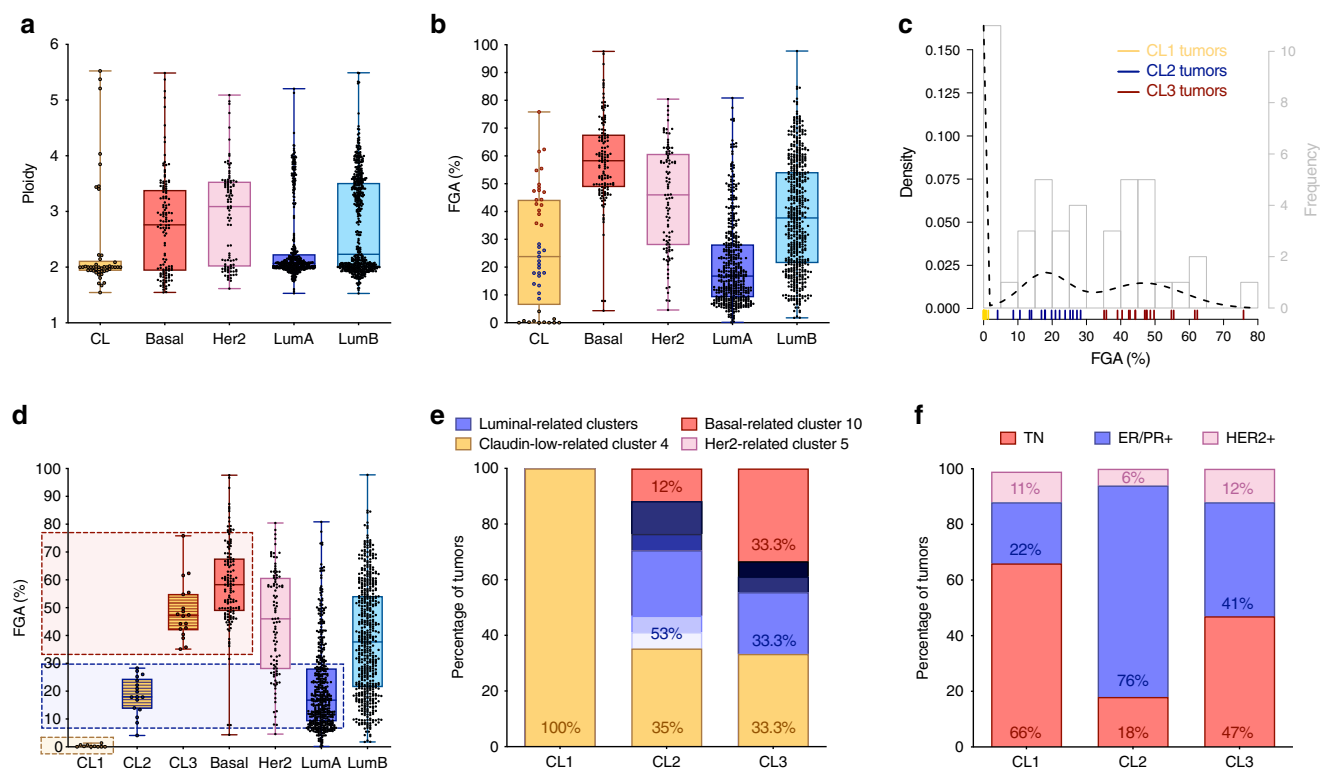 a
6
5
4
3
2
1
Ploidy
CL
Basal
Her2
LumA
LumB
b
100
90
80
70
60
50
40
30
20
10
0
FGA (%)
CL
Basal
Her2
LumA
LumB
c
0.150
0.125
0.100
0.075
0.050
0.025
0.000
Density
CL1 tumors
CL2 tumors
CL3 tumors
10
8
6
4
2
0
Frequency
0 10 20 30 40 50 60 70 80
FGA (%)
d
100
90
80
70
60
50
40
30
20
10
0
FGA (%)
CL1
CL2
CL3
Basal
Her2
LumA
LumB
e
Luminal-related clusters
Basal-related cluster 10
Claudin-low-related cluster 4
Her2-related cluster 5
100
80
60
40
20
0
Percentage of tumors
100%
12%
53%
35%
33.3%
33.3%
33.3%
CL1
CL2
CL3
f
TN
ER/PR+
HER2+
100
80
60
40
20
0
Percentage of tumors
11%
22%
66%
6%
76%
18%
12%
41%
47%
CL1
CL2
CL3